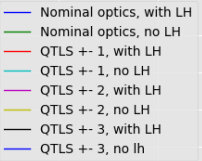 Nominal optics, with LH
Nominal optics, no LH
QTLS +- 1, with LH
QTLS +- 1, no LH
QTLS +- 2, with LH
QTLS +- 2, no LH
QTLS +- 3, with LH
QTLS +- 3, no lh